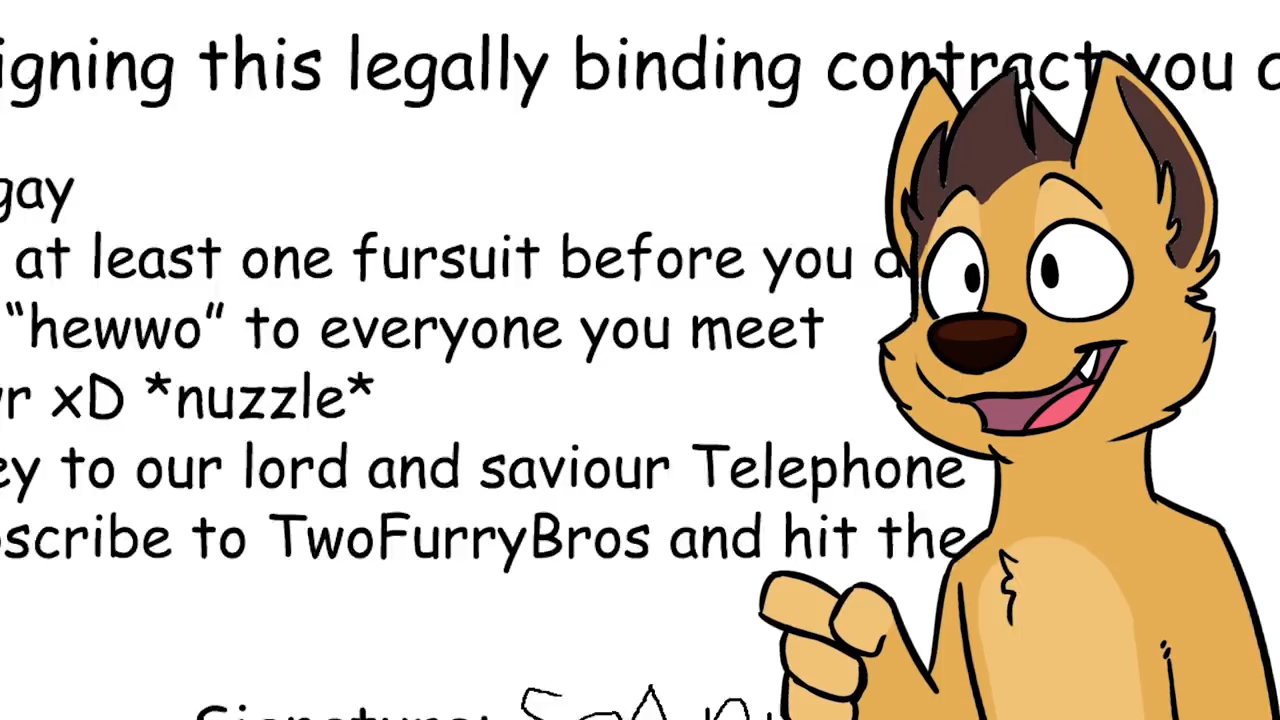 igning this legally binding contract you
gay
at least one fursuit before you
“hewwo” to everyone you meet
xD *nuzzle*
to our lord and saviour Telephone
scribe to TwoFurryBros and hit the
Signature: